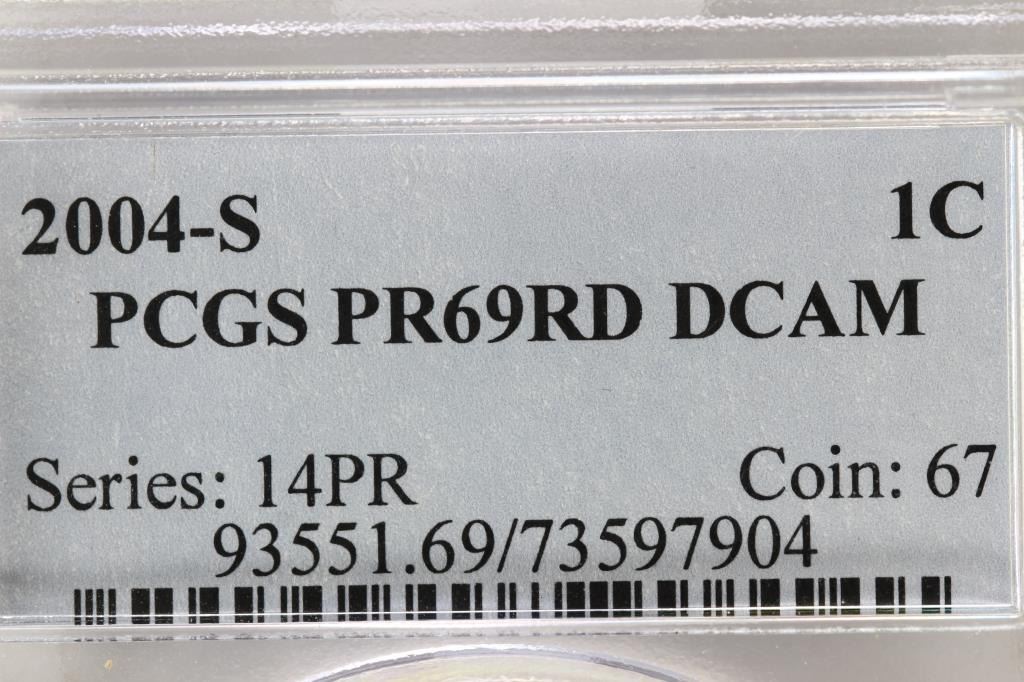 2004-S 1C
PCGS PR69RD DCAM
Series: 14PR Coin: 67
93551.69/73597904